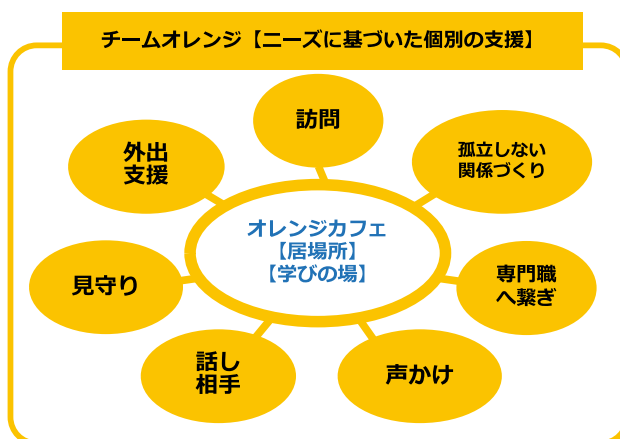 チームオレンジ【ニーズに基づいた個別の支援】
訪問
外出
支援
孤立しない
関係づくり
オレンジカフェ
【居場所】
【学びの場】
見守り
専門職
へ繋ぎ
話し
相手
声かけ